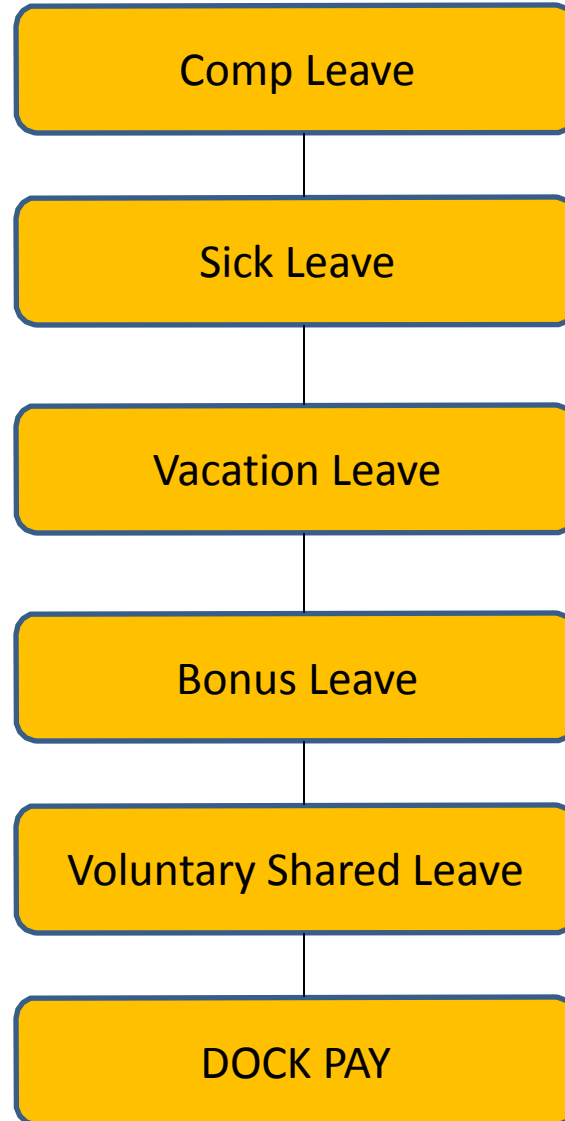 Comp Leave
Sick Leave
Vacation Leave
Bonus Leave
Voluntary Shared Leave
DOCK PAY